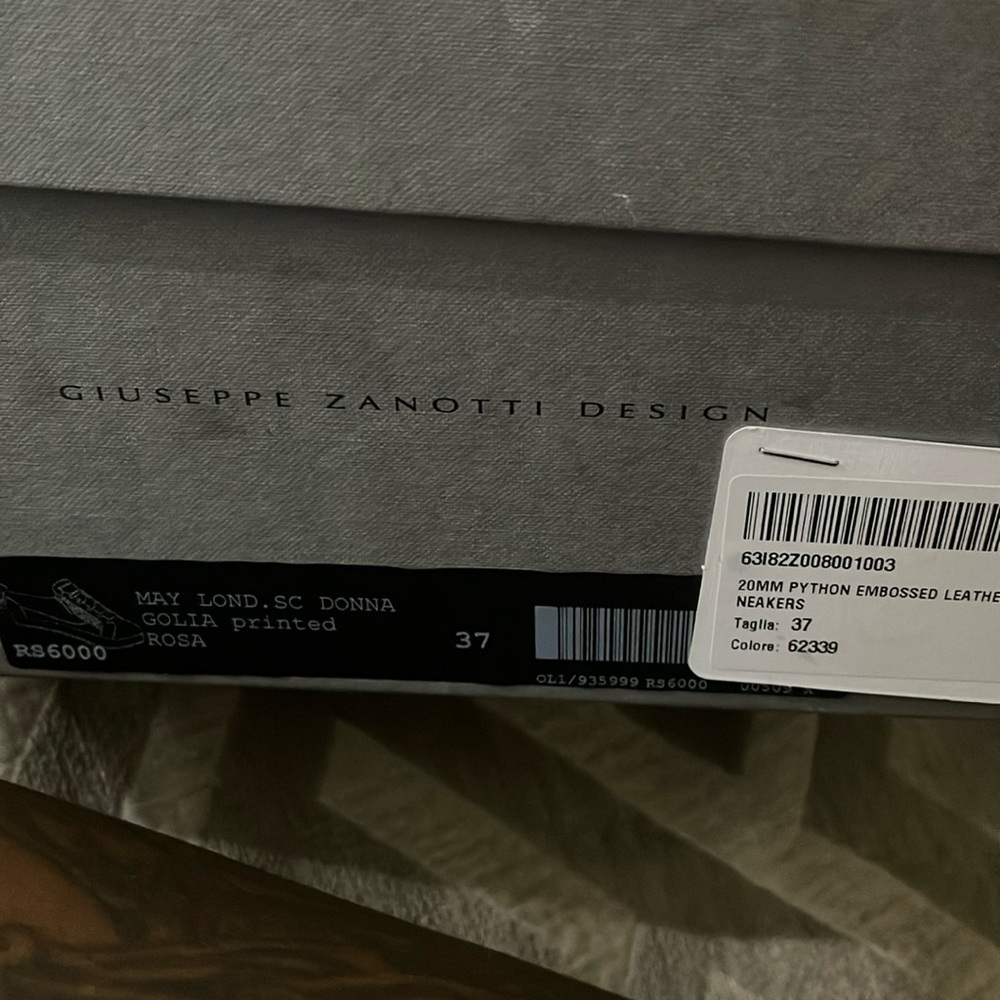 GIUSEPPE ZANOTTI DESIGN
MAY LOND.SC DONNA
GOLIA printed
ROSA
RS6000
37
OL1/935999 RS6000
63I82Z008001003
20MM PYTHON EMBOSSED LEATHE
NEAKERS
Taglia: 37
Colore: 62339